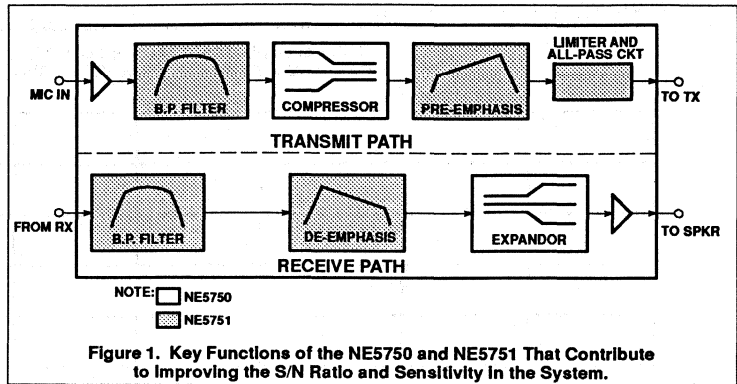 LIMITER AND
ALL-PASS CKT
MIC IN
B.P. FILTER
COMPRESSOR
PRE-EMPHASIS
TO TX
TRANSMIT PATH
FROM RX
B.P. FILTER
DE-EMPHASIS
EXPANDOR
TO SPKR
RECEIVE PATH
NOTE: NE5750
NE5751
Figure 1. Key Functions of the NE5750 and NE5751 That Contribute
to Improving the S/N Ratio and Sensitivity in the System.